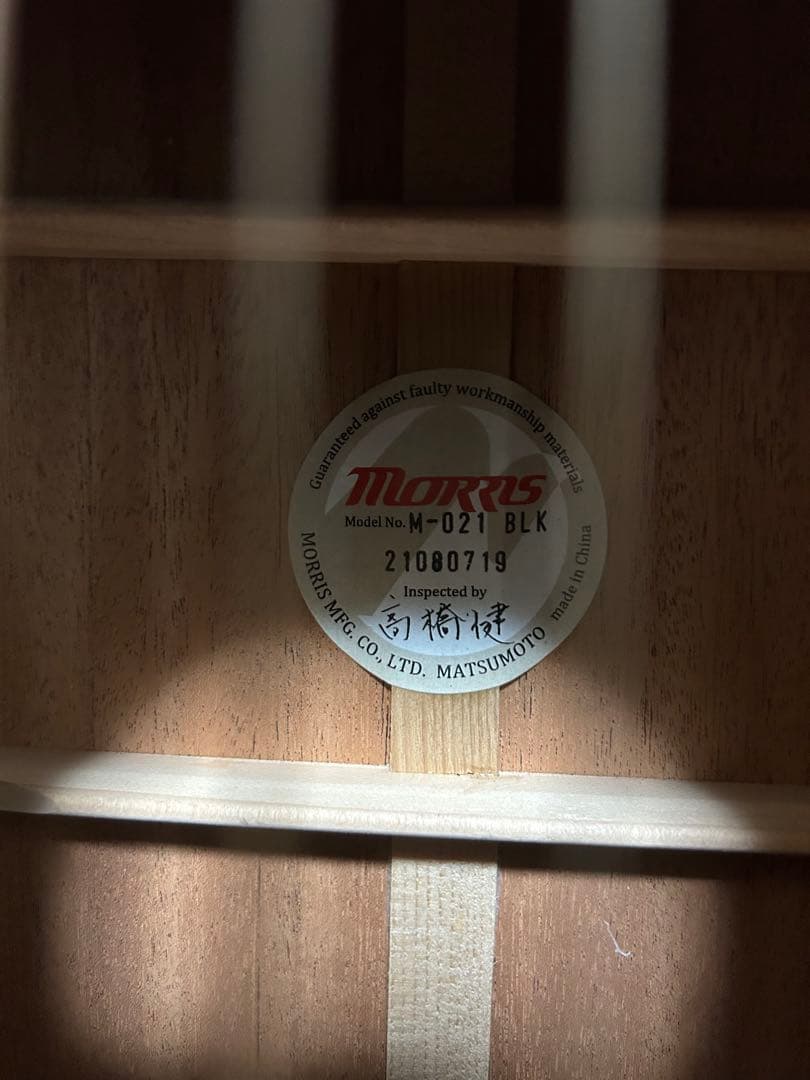 Guaranteed against faulty workmanship materials
MORRIS
Model No. M-021 BLK
21080719
Inspected by
高橋健
MORRIS MFG. CO., LTD. MATSUMOTO
made in China